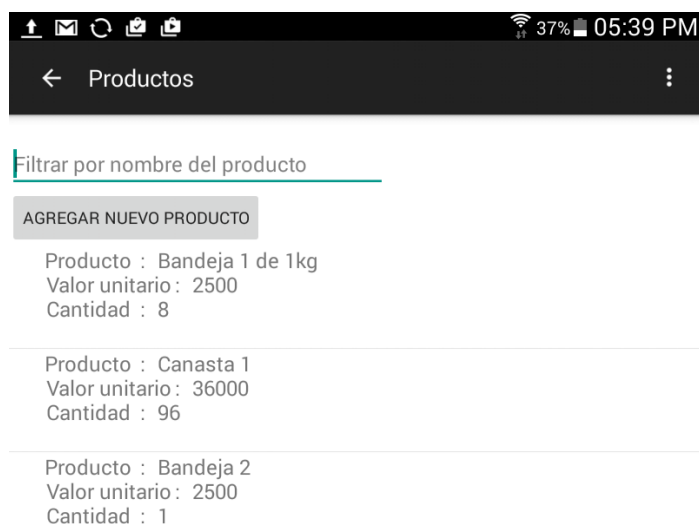 37% 05:39 PM
Productos
Filtrar por nombre del producto
AGREGAR NUEVO PRODUCTO
Producto : Bandeja 1 de 1kg
Valor unitario : 2500
Cantidad : 8
Producto : Canasta 1
Valor unitario : 36000
Cantidad : 96
Producto : Bandeja 2
Valor unitario : 2500
Cantidad : 1